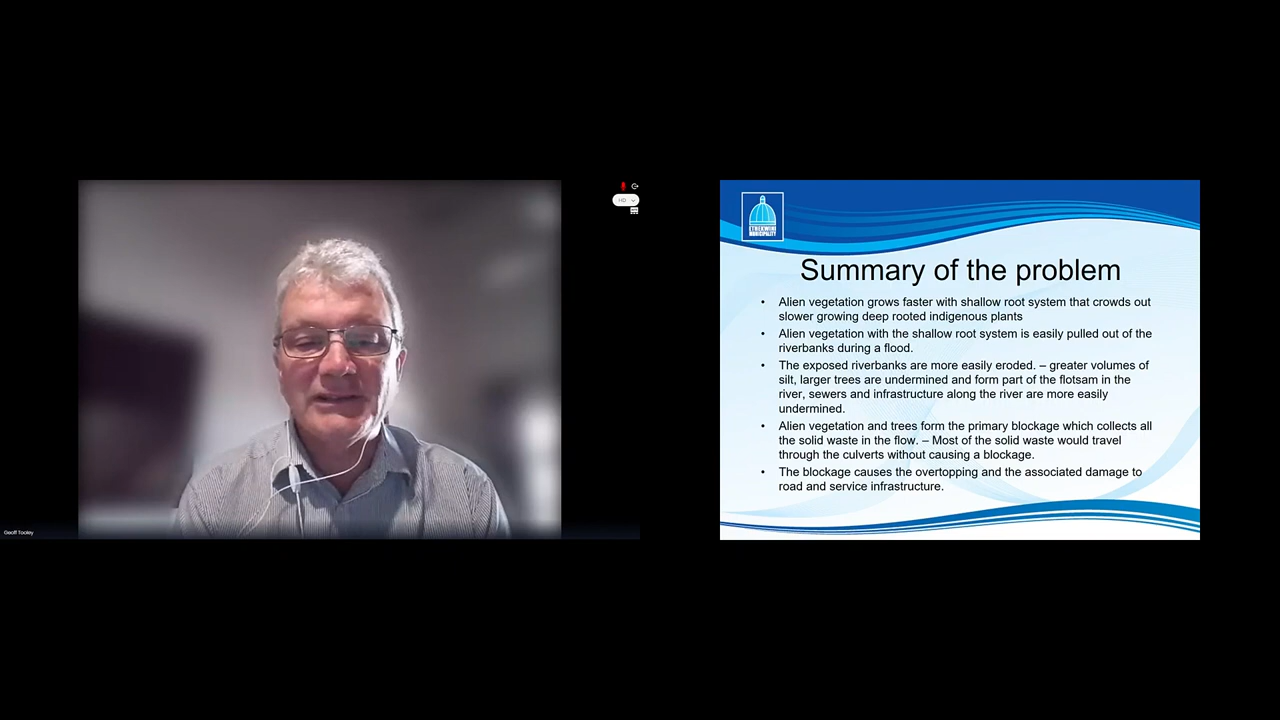 HD
Geoff Tooley
ETHEKWINI
MUNICIPALITY
Summary of the problem
• Alien vegetation grows faster with shallow root system that crowds out
slower growing deep rooted indigenous plants
• Alien vegetation with the shallow root system is easily pulled out of the
riverbanks during a flood.
• The exposed riverbanks are more easily eroded. – greater volumes of
silt, larger trees are undermined and form part of the flotsam in the
river, sewers and infrastructure along the river are more easily
undermined.
• Alien vegetation and trees form the primary blockage which collects all
the solid waste in the flow. – Most of the solid waste would travel
through the culverts without causing a blockage.
• The blockage causes the overtopping and the associated damage to
road and service infrastructure.